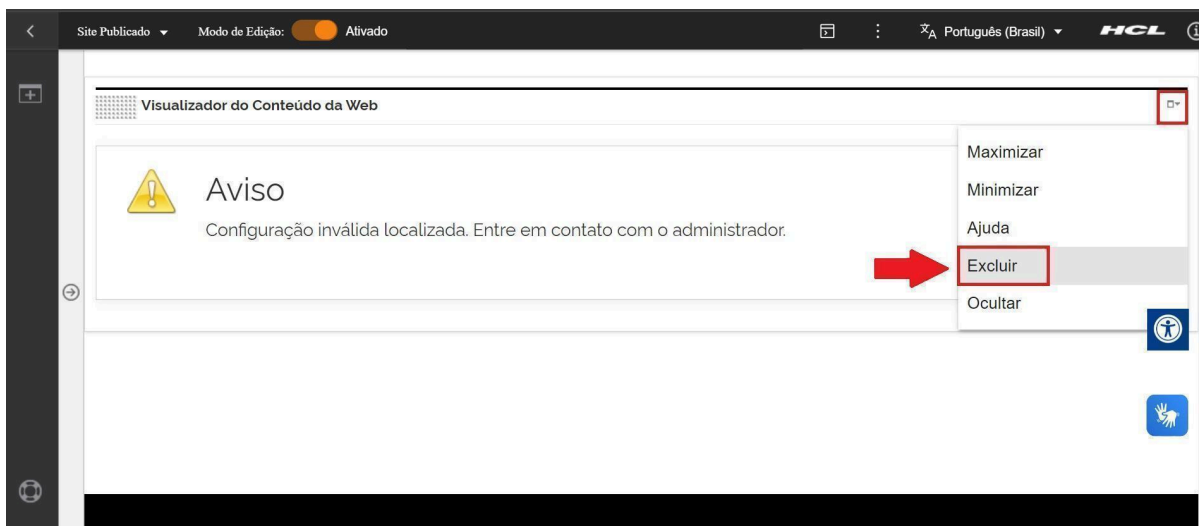 Site Publicado Modo de Edição: Ativado Português (Brasil) HCL
Visualizador do Conteúdo da Web
Maximizar
Aviso
Minimizar
Configuração inválida localizada. Entre em contato com o administrador.
Ajuda
Excluir
Ocultar